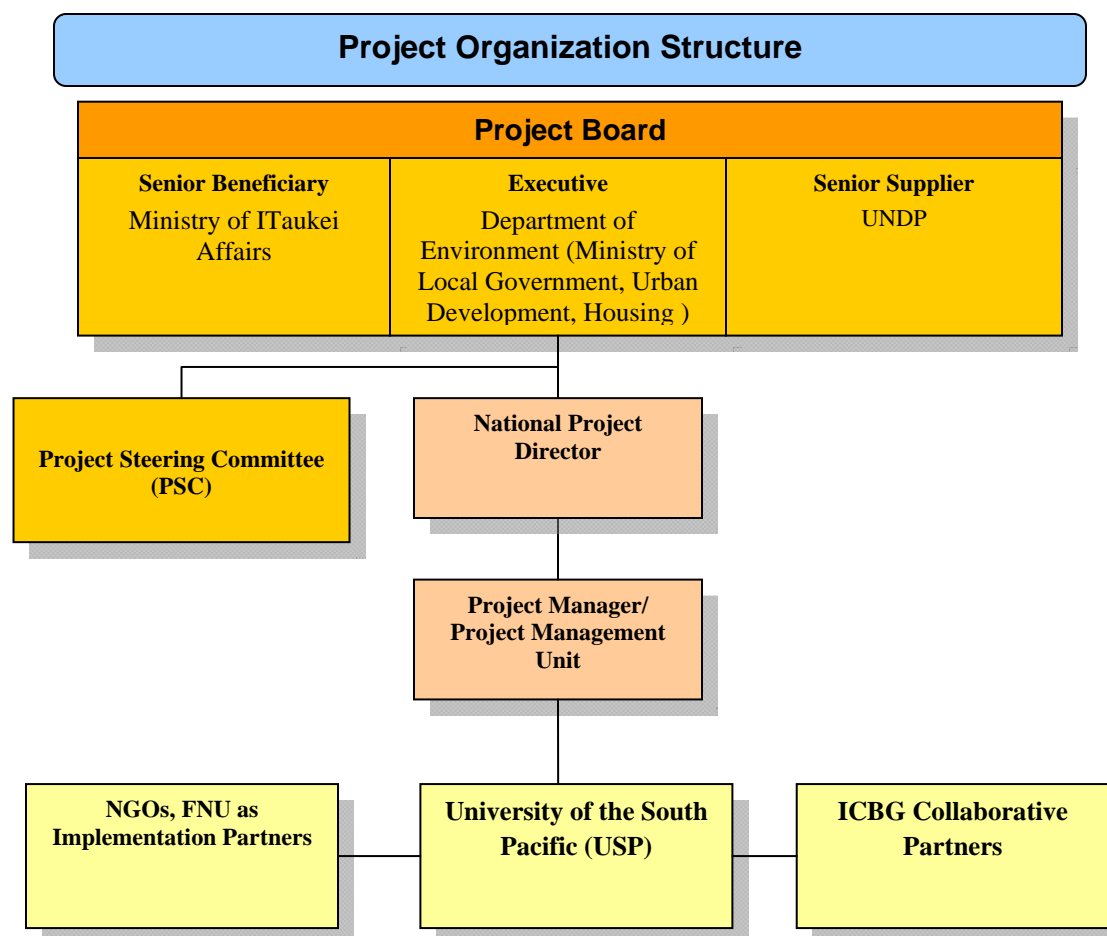 Project Organization Structure
Project Board
Senior Beneficiary
Ministry of ITaukei
Affairs
Executive
Department of
Environment (Ministry of
Local Government, Urban
Development, Housing )
Senior Supplier
UNDP
Project Steering Committee
(PSC)
National Project
Director
Project Manager/
Project Management
Unit
NGOs, FNU as
Implementation Partners
University of the South
Pacific (USP)
ICBG Collaborative
Partners